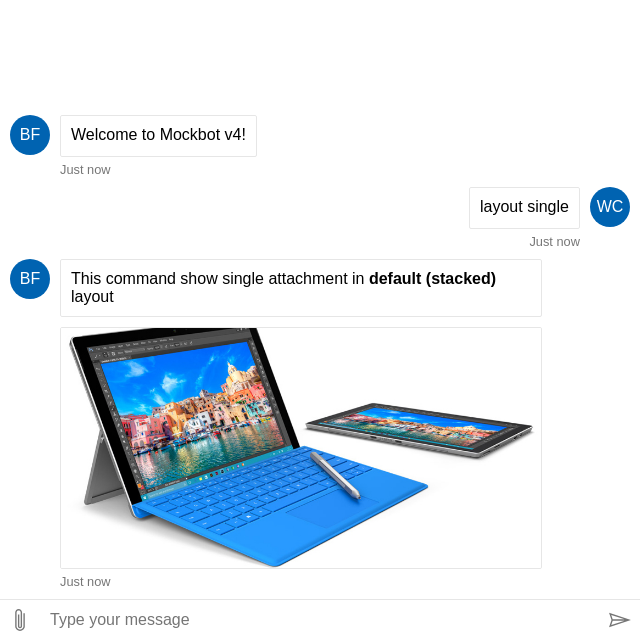 BF
Welcome to Mockbot v4!
Just now
layout single
WC
Just now
BF
This command show single attachment in default (stacked)
layout
Just now
Type your message